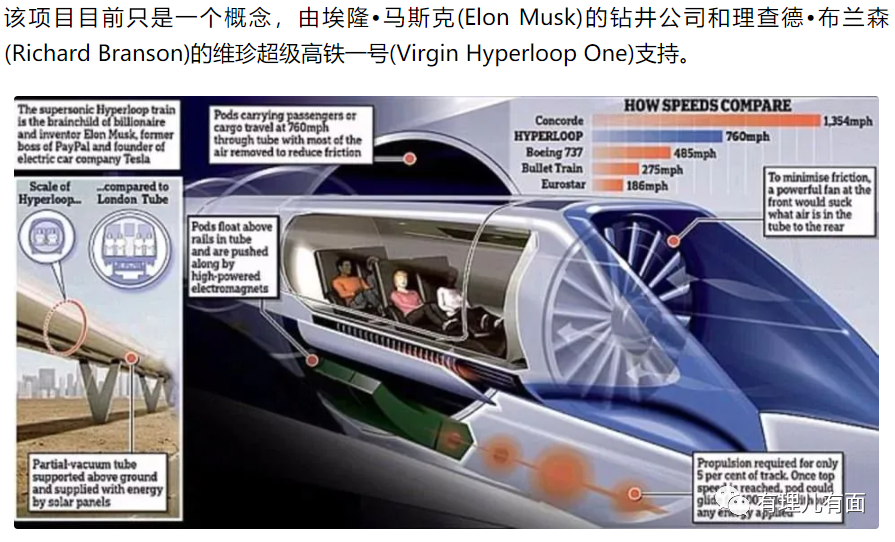 该项目目前只是一个概念，由埃隆•马斯克(Elon Musk)的钻井公司和理查德•布兰森
(Richard Branson)的维珍超级高铁一号(Virgin Hyperloop One)支持。
The supersonic Hyperloop train
is the brainchild of billionaire
and inventor Elon Musk, former
boss of PayPal and founder of
electric car company Tesla
Pods carrying passengers or
cargo travel at 760mph
through tube with most of the
air removed to reduce friction
HOW SPEEDS COMPARE
Concorde 1,354mph
HYPERLOOP 760mph
Boeing 737 485mph
Bullet Train 275mph
Eurostar 186mph
Scale of
Hyperloop...
...compared to
London Tube
To minimise friction,
a powerful fan at the
front would suck
what air is in the
tube to the rear
Pods float above
rails in tube
and are pushed
along by
high-powered
electromagnets
Partial-vacuum tube
supported above ground
and supplied with energy
by solar panels
Propulsion required for only
5 per cent of track. Once top
speed is reached, pod could
any energy applied
有理儿有面